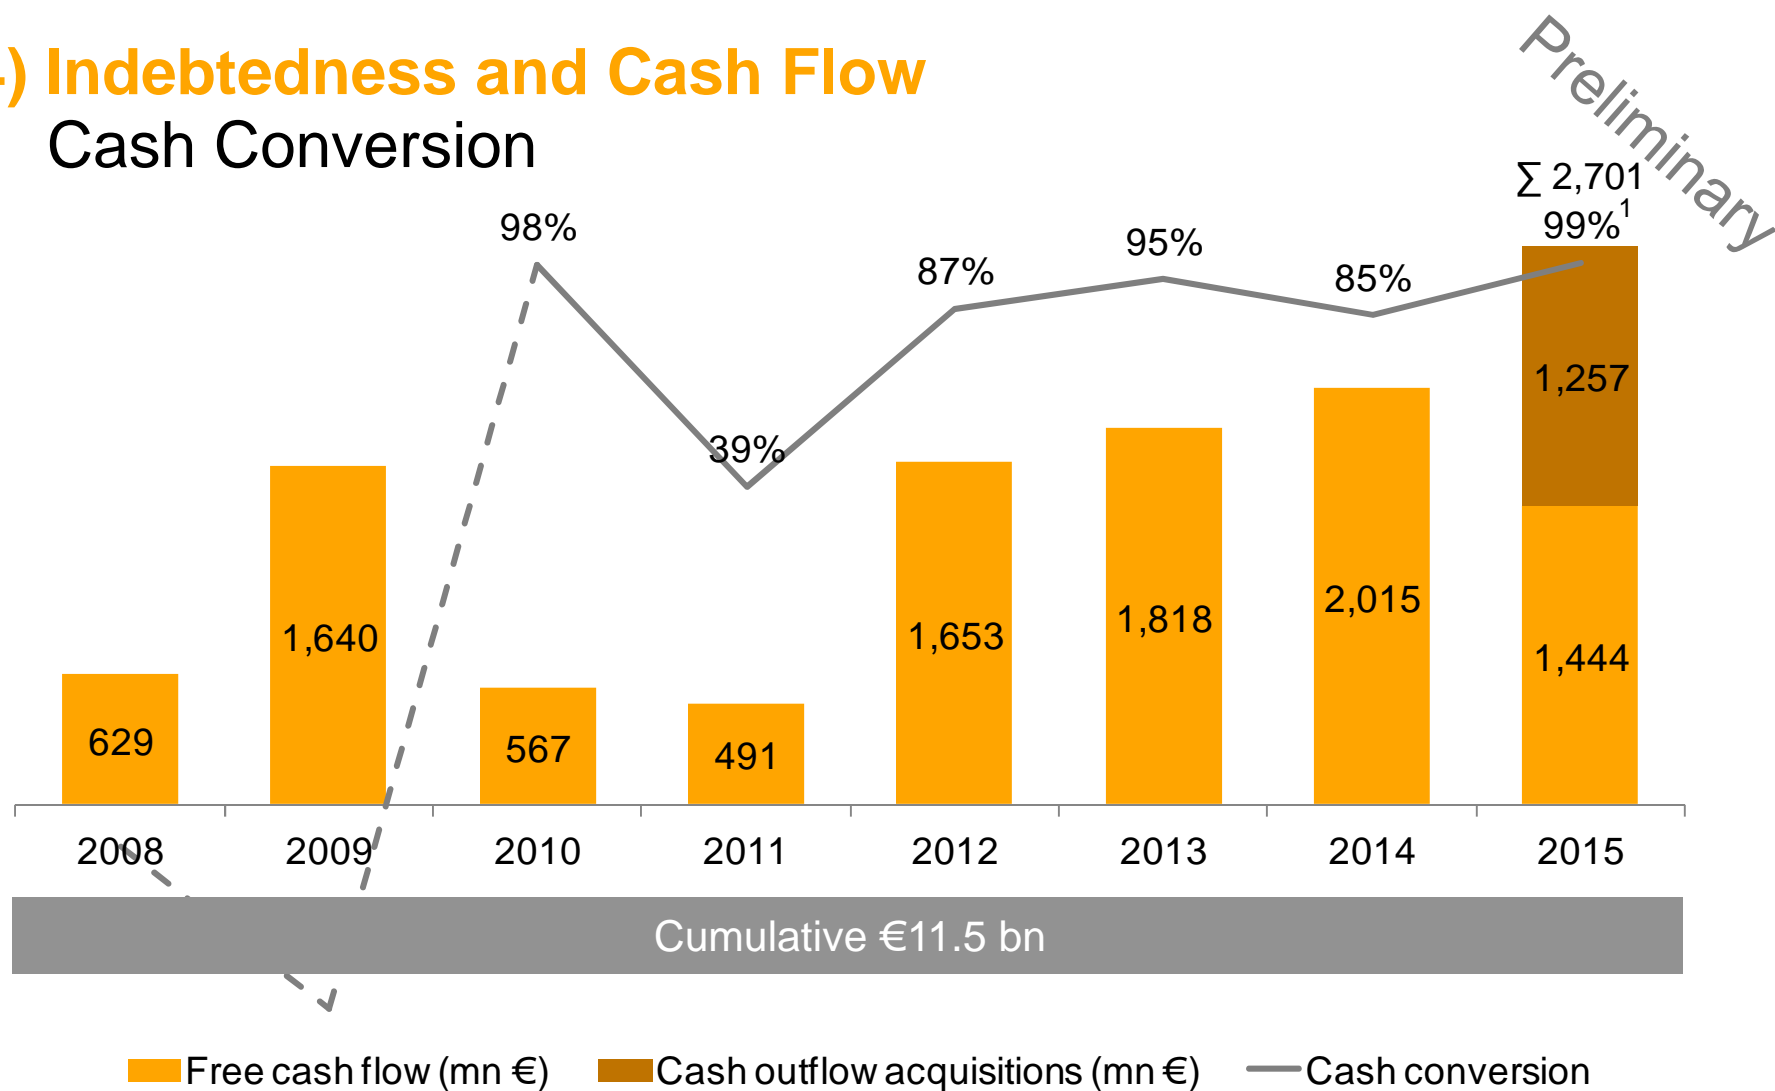 ) Indebtedness and Cash Flow
Cash Conversion
Preliminary
∑ 2,701
99%¹
98%
39%
87%
95%
85%
1,257
629
1,640
567
491
1,653
1,818
2,015
1,444
2008 2009 2010 2011 2012 2013 2014 2015
Cumulative €11.5 bn
Free cash flow (mn €) Cash outflow acquisitions (mn €) Cash conversion